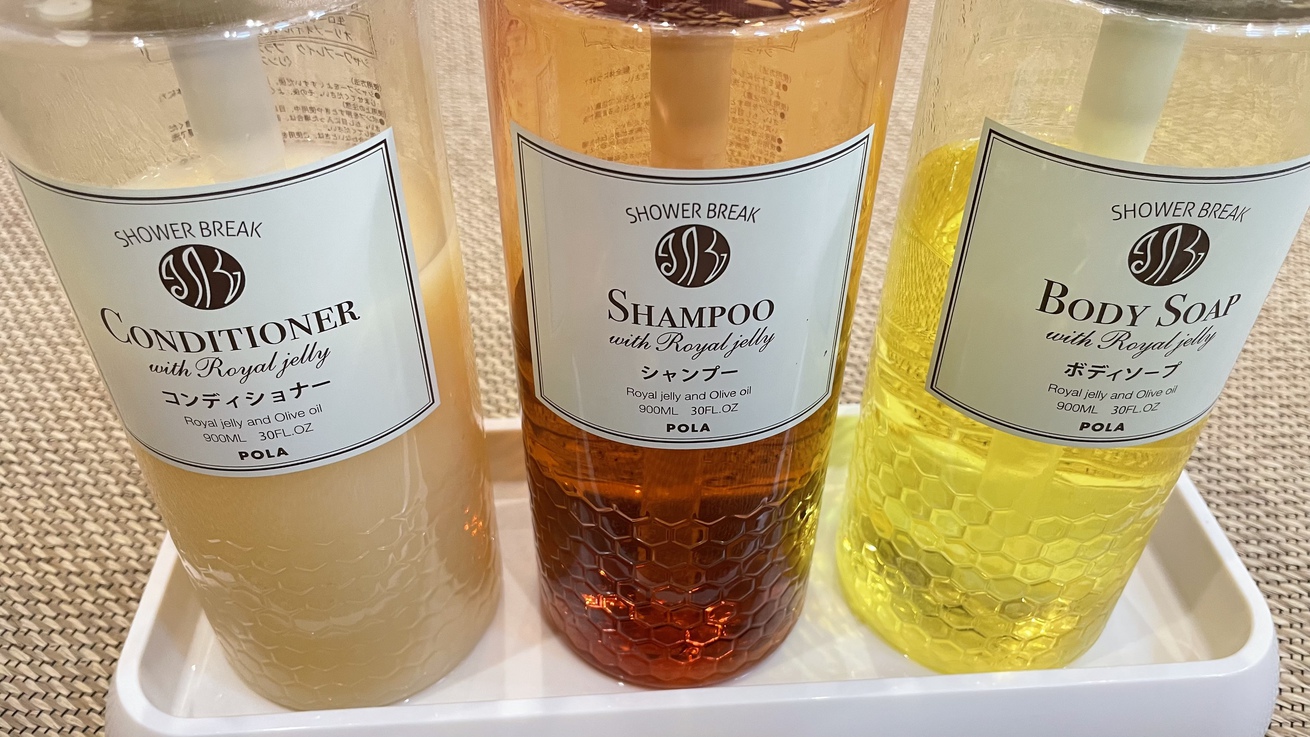 SHOWER BREAK
CONDITIONER
with Royal jelly
コンディショナー
Royal jelly and Olive oil
900ML 30FL.OZ
POLA
SHOWER BREAK
SHAMPOO
with Royal jelly
シャンプー
Royal jelly and Olive oil
900ML 30FL.OZ
POLA
SHOWER BREAK
BODY SOAP
with Royal jelly
ボディソープ
Royal jelly and Olive oil
900ML 30FL.OZ
POLA